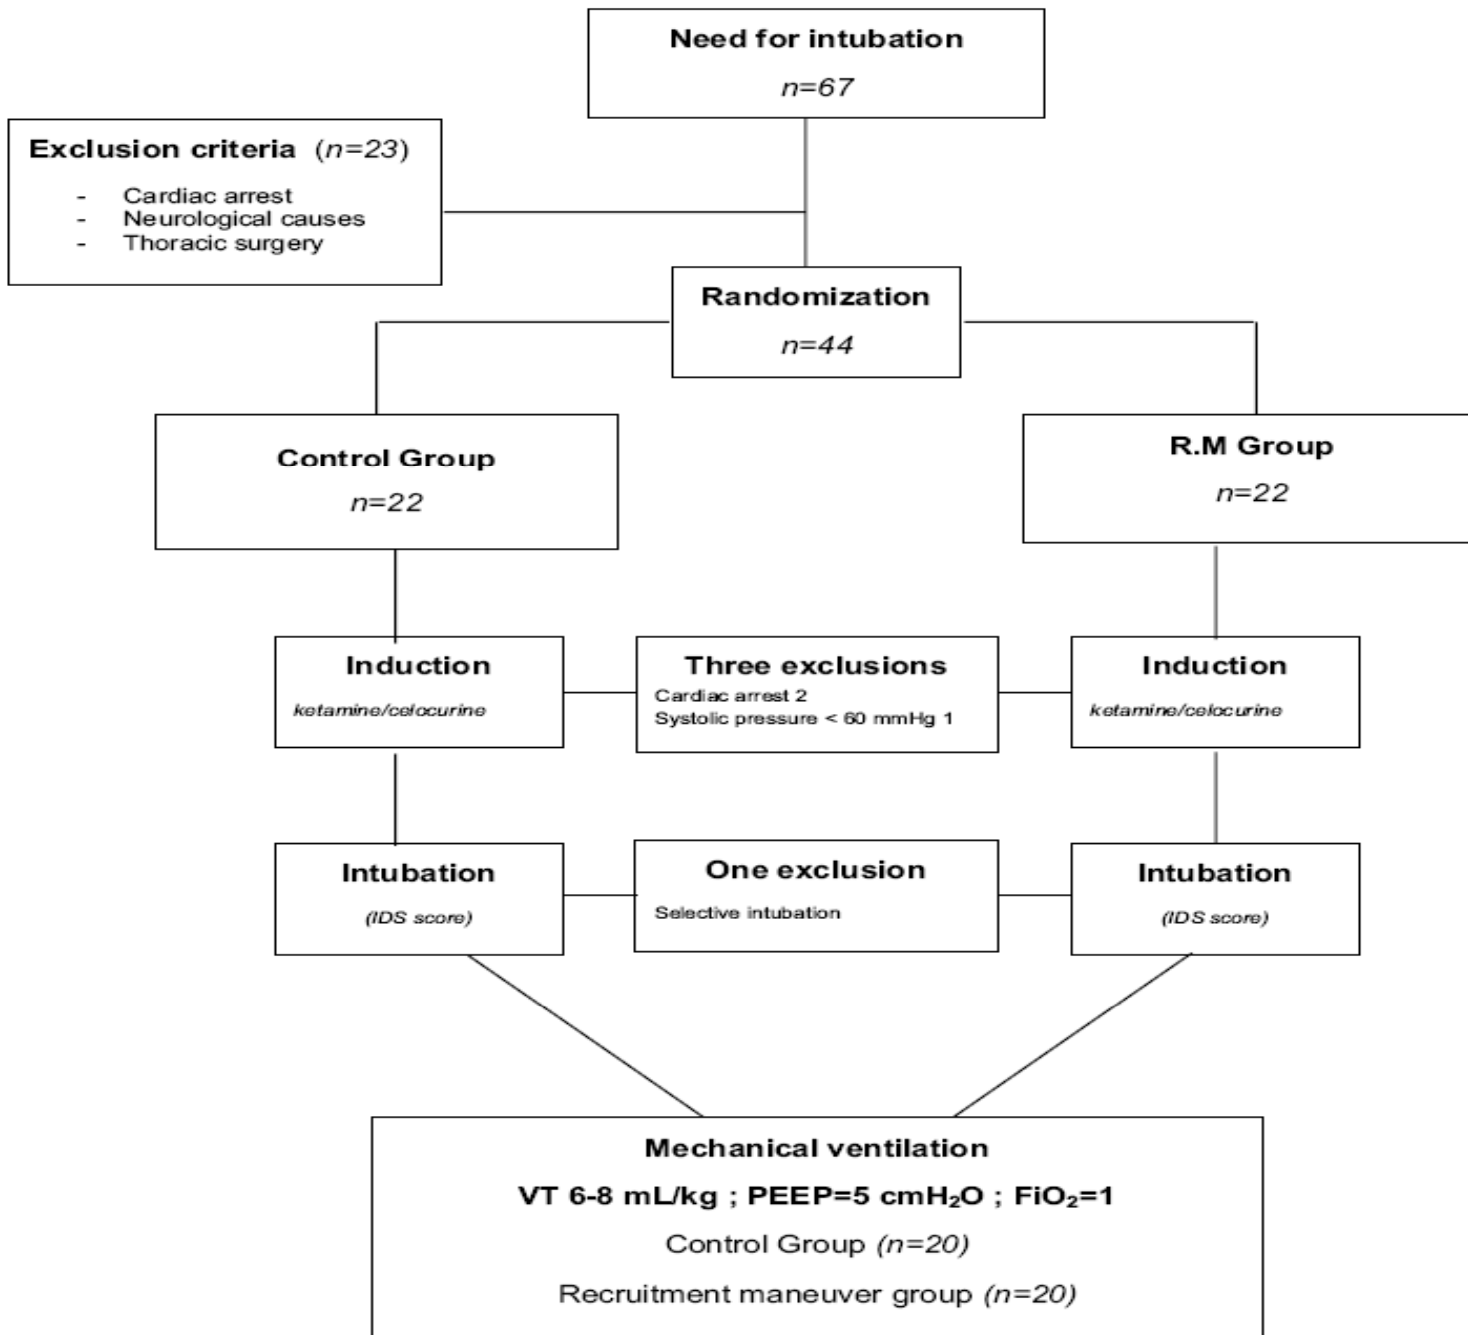 Need for intubation
n=67
Exclusion criteria (n=23)
- Cardiac arrest
- Neurological causes
- Thoracic surgery
Randomization
n=44
Control Group
n=22
R.M Group
n=22
Induction
ketamine/celocurine
Three exclusions
Cardiac arrest 2
Systolic pressure < 60 mmHg 1
Induction
ketamine/celocurine
Intubation
(IDS score)
One exclusion
Selective intubation
Intubation
(IDS score)
Mechanical ventilation
VT 6-8 mL/kg ; PEEP=5 cmH₂O ; FiO₂=1
Control Group (n=20)
Recruitment maneuver group (n=20)